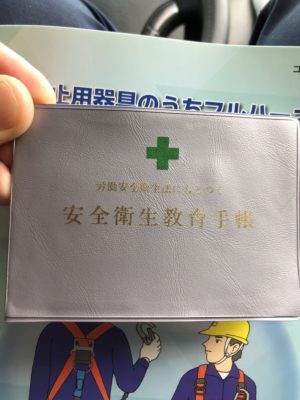 止用器具のうちフルハー
労働安全衛生法にもとづく
安全衛生教育手帳